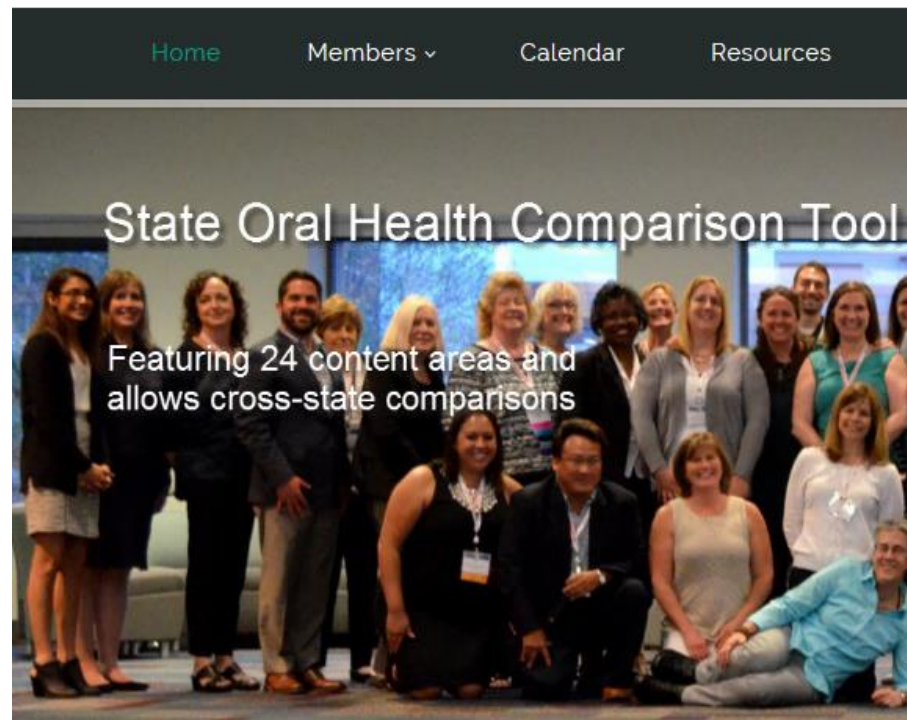 Home Members Calendar Resources
State Oral Health Comparison Tool
Featuring 24 content areas and
allows cross-state comparisons